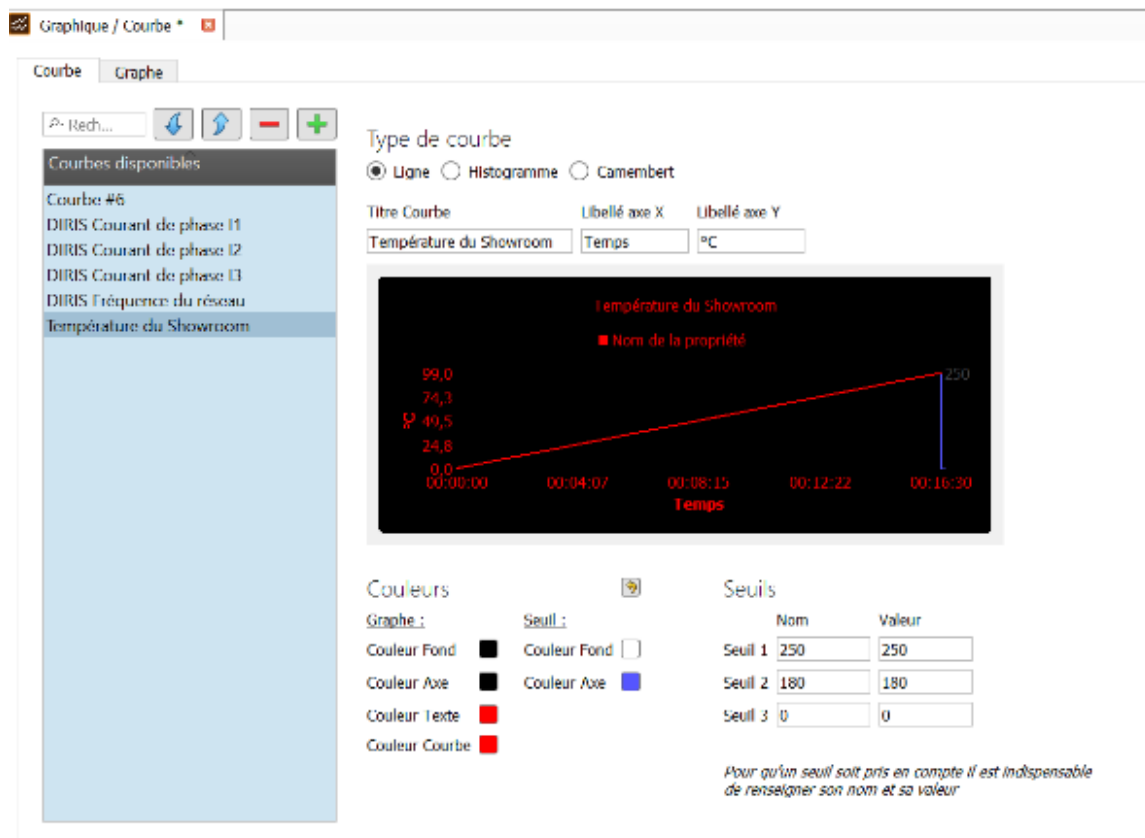 Graphique / Courbe *
Courbe Graphe
Rech...
Courbes disponibles
Courbe #6
DIRIS Courant de phase I1
DIRIS Courant de phase I2
DIRIS Courant de phase I3
DIRIS Fréquence du réseau
Température du Showroom
Type de courbe
Ligne Histogramme Camembert
Titre Courbe Libellé axe X Libellé axe Y
Température du Showroom Temps °C
Température du Showroom
Nom de la propriété
99,0
74,3
49,5
24,8
0,0
°C
250
00:00:00 00:04:07 00:08:15 00:12:22 00:16:30
Temps
Couleurs
Graphe : Seuil :
Couleur Fond Couleur Fond
Couleur Axe Couleur Axe
Couleur Texte
Couleur Courbe
Seuils
Nom Valeur
Seuil 1 250 250
Seuil 2 180 180
Seuil 3 0 0
Pour qu'un seuil soit pris en compte il est indispensable
de renseigner son nom et sa valeur